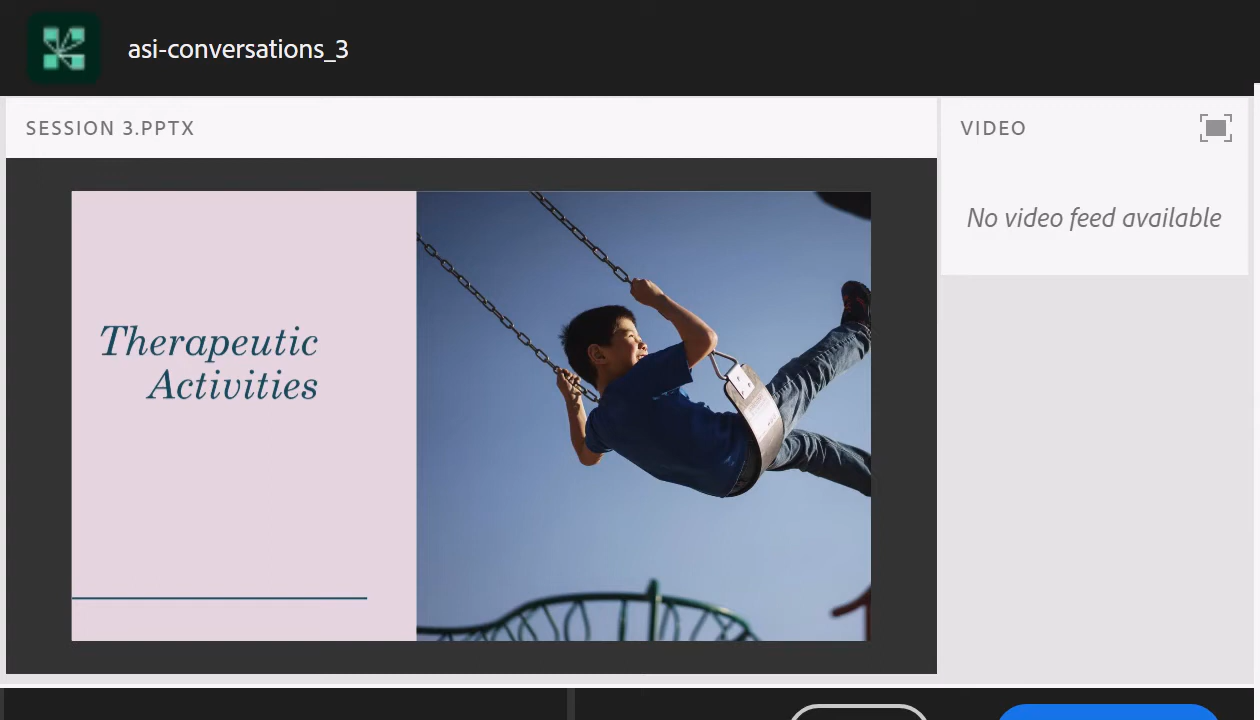 asi-conversations_3
SESSION 3.PPTX
VIDEO
No video feed available
Therapeutic
Activities